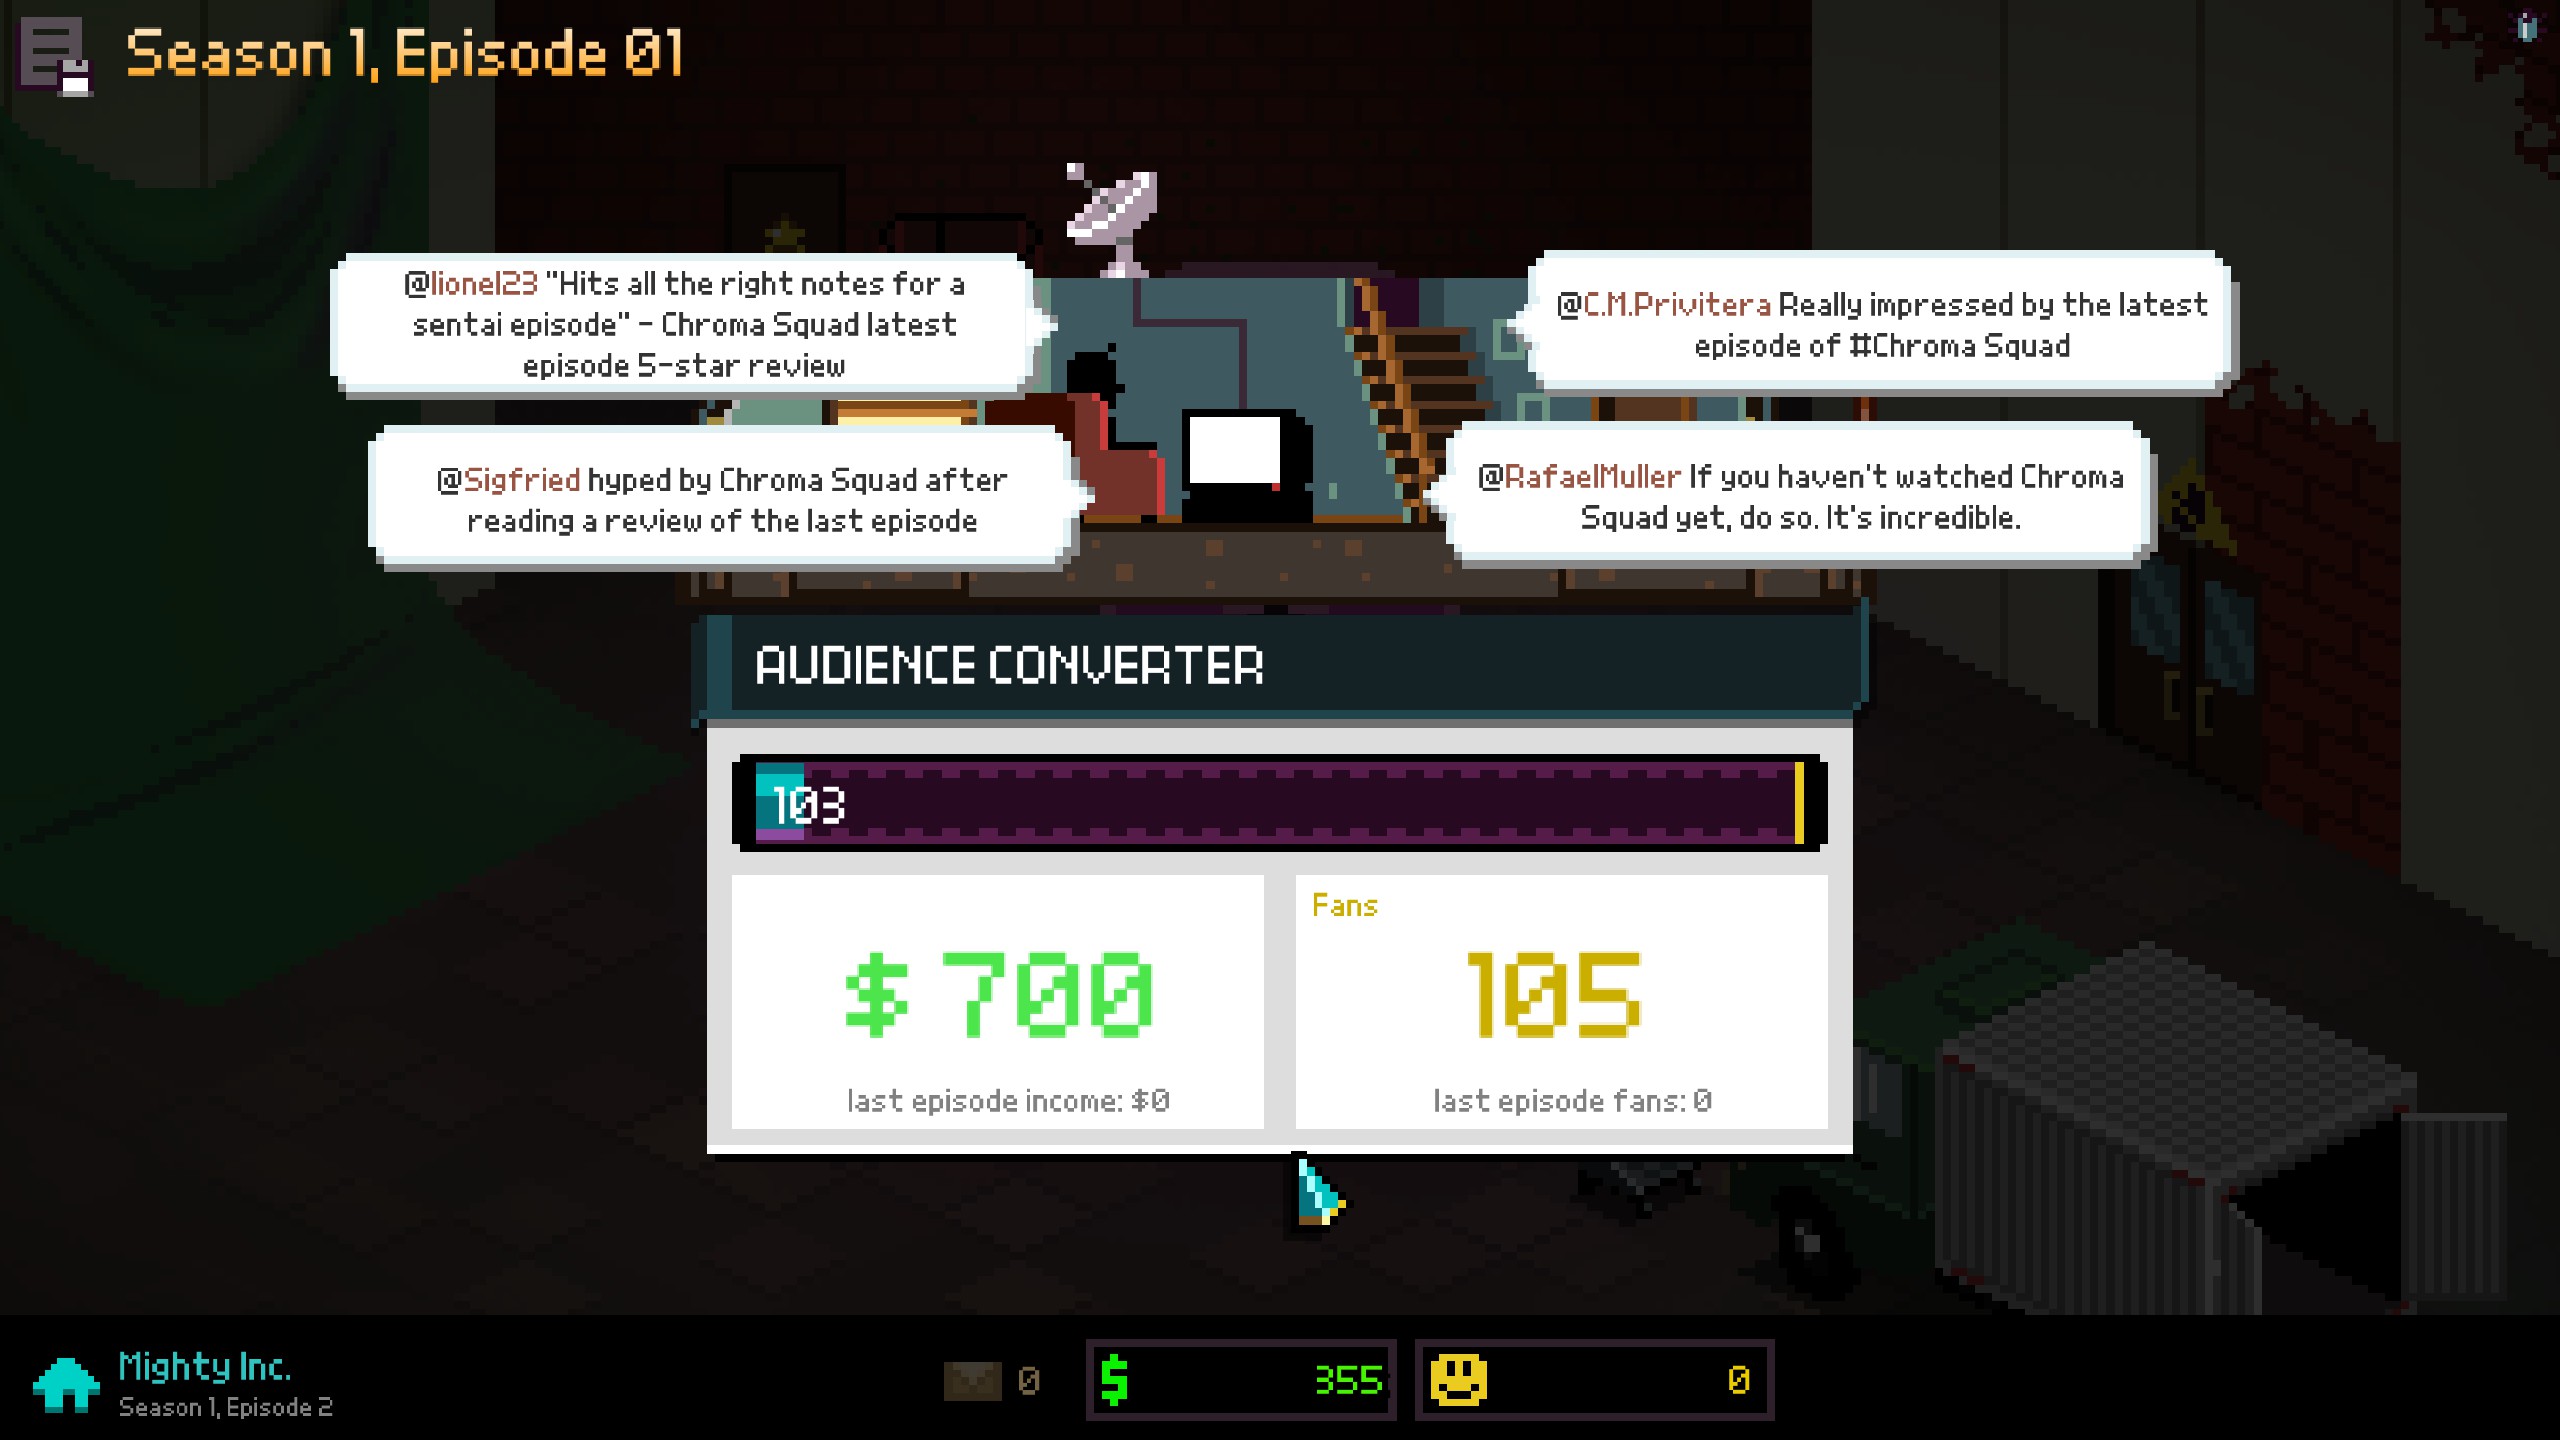 Season 1, Episode 01
@lionel23 "Hits all the right notes for a
sentai episode" - Chroma Squad latest
episode 5-star review
@C.M.Privitera Really impressed by the latest
episode of #Chroma Squad
@Sigfried hyped by Chroma Squad after
reading a review of the last episode
@RafaelMuller If you haven't watched Chroma
Squad yet, do so. It's incredible.
AUDIENCE CONVERTER
103
$ 700
last episode income: $0
Fans
105
last episode fans: 0
Mighty Inc.
Season 1, Episode 2
0
$ 355
0